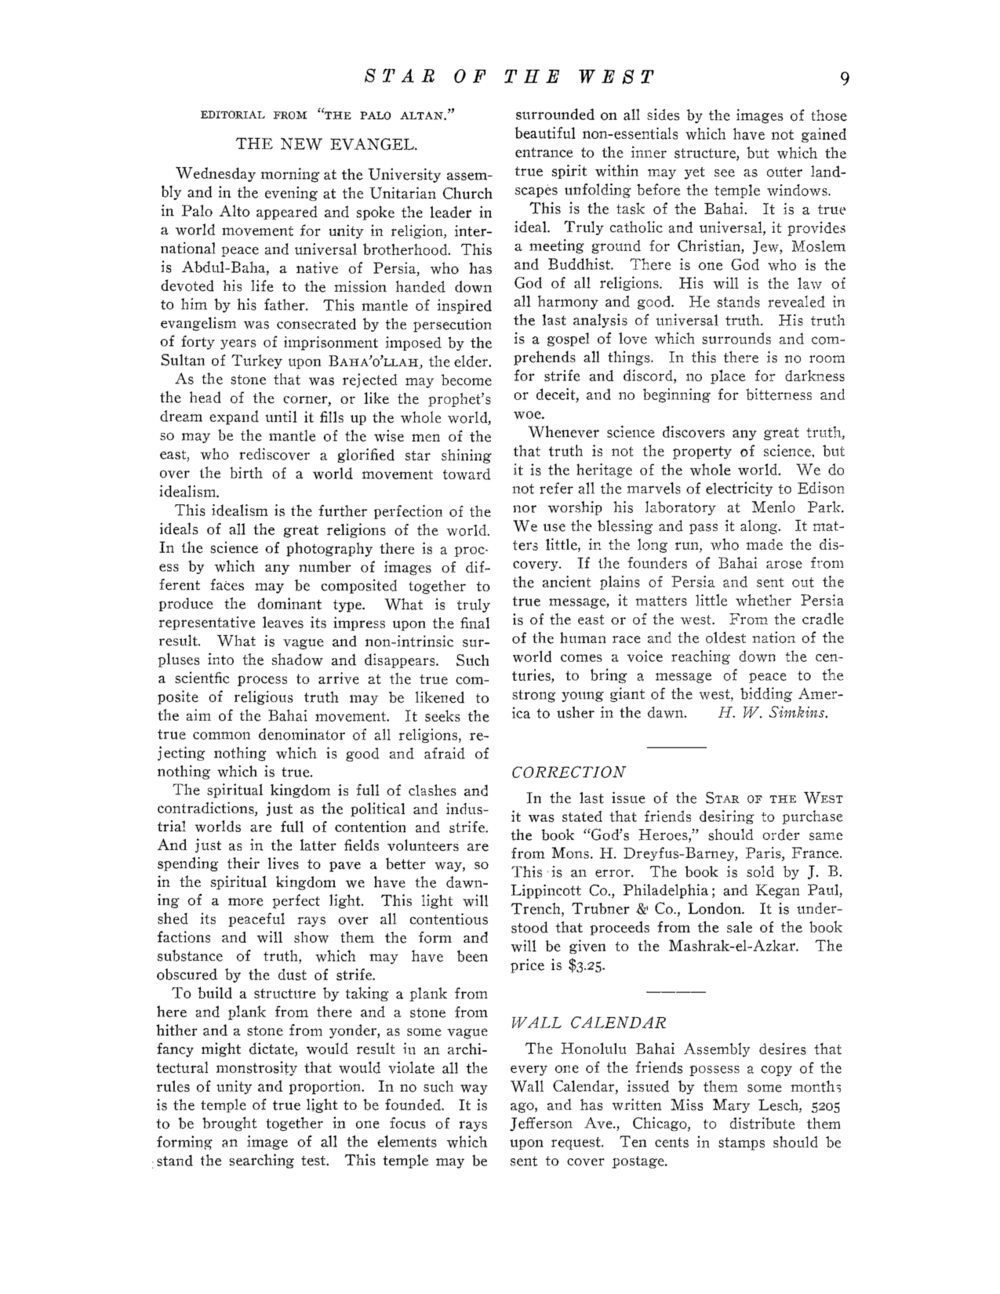 STAR OF THE WEST 9
EDITORIAL FROM "THE PALO ALTAN."
THE NEW EVANGEL.
Wednesday morning at the University assem-
bly and in the evening at the Unitarian Church
in Palo Alto appeared and spoke the leader in
a world movement for unity in religion, inter-
national peace and universal brotherhood. This
is Abdul-Baha, a native of Persia, who has
devoted his life to the mission handed down
to him by his father. This mantle of inspired
evangelism was consecrated by the persecution
of forty years of imprisonment imposed by the
Sultan of Turkey upon BAHA'O'LLAH, the elder.
As the stone that was rejected may become
the head of the corner, or like the prophet's
dream expand until it fills up the whole world,
so may be the mantle of the wise men of the
east, who rediscover a glorified star shining
over the birth of a world movement toward
idealism.
This idealism is the further perfection of the
ideals of all the great religions of the world.
In the science of photography there is a proc-
ess by which any number of images of dif-
ferent faces may be composited together to
produce the dominant type. What is truly
representative leaves its impress upon the final
result. What is vague and non-intrinsic sur-
pluses into the shadow and disappears. Such
a scientfic process to arrive at the true com-
posite of religious truth may be likened to
the aim of the Bahai movement. It seeks the
true common denominator of all religions, re-
jecting nothing which is good and afraid of
nothing which is true.
The spiritual kingdom is full of clashes and
contradictions, just as the political and indus-
trial worlds are full of contention and strife.
And just as in the latter fields volunteers are
spending their lives to pave a better way, so
in the spiritual kingdom we have the dawn-
ing of a more perfect light. This light will
shed its peaceful rays over all contentious
factions and will show them the form and
substance of truth, which may have been
obscured by the dust of strife.
To build a structure by taking a plank from
here and plank from there and a stone from
hither and a stone from yonder, as some vague
fancy might dictate, would result in an archi-
tectural monstrosity that would violate all the
rules of unity and proportion. In no such way
is the temple of true light to be founded. It is
to be brought together in one focus of rays
forming an image of all the elements which
stand the searching test. This temple may be
surrounded on all sides by the images of those
beautiful non-essentials which have not gained
entrance to the inner structure, but which the
true spirit within may yet see as outer land-
scapes unfolding before the temple windows.
This is the task of the Bahai. It is a true
ideal. Truly catholic and universal, it provides
a meeting ground for Christian, Jew, Moslem
and Buddhist. There is one God who is the
God of all religions. His will is the law of
all harmony and good. He stands revealed in
the last analysis of universal truth. His truth
is a gospel of love which surrounds and com-
prehends all things. In this there is no room
for strife and discord, no place for darkness
or deceit, and no beginning for bitterness and
woe.
Whenever science discovers any great truth,
that truth is not the property of science, but
it is the heritage of the whole world. We do
not refer all the marvels of electricity to Edison
nor worship his laboratory at Menlo Park.
We use the blessing and pass it along. It mat-
ters little, in the long run, who made the dis-
covery. If the founders of Bahai arose from
the ancient plains of Persia and sent out the
true message, it matters little whether Persia
is of the east or of the west. From the cradle
of the human race and the oldest nation of the
world comes a voice reaching down the cen-
turies, to bring a message of peace to the
strong young giant of the west, bidding Amer-
ica to usher in the dawn. H. W. Simkins.
CORRECTION
In the last issue of the STAR OF THE WEST
it was stated that friends desiring to purchase
the book "God's Heroes," should order same
from Mons. H. Dreyfus-Barney, Paris, France.
This is an error. The book is sold by J. B.
Lippincott Co., Philadelphia; and Kegan Paul,
Trench, Trubner & Co., London. It is under-
stood that proceeds from the sale of the book
will be given to the Mashrak-el-Azkar. The
price is $3.25.
WALL CALENDAR
The Honolulu Bahai Assembly desires that
every one of the friends possess a copy of the
Wall Calendar, issued by them some months
ago, and has written Miss Mary Lesch, 5205
Jefferson Ave., Chicago, to distribute them
upon request. Ten cents in stamps should be
sent to cover postage.